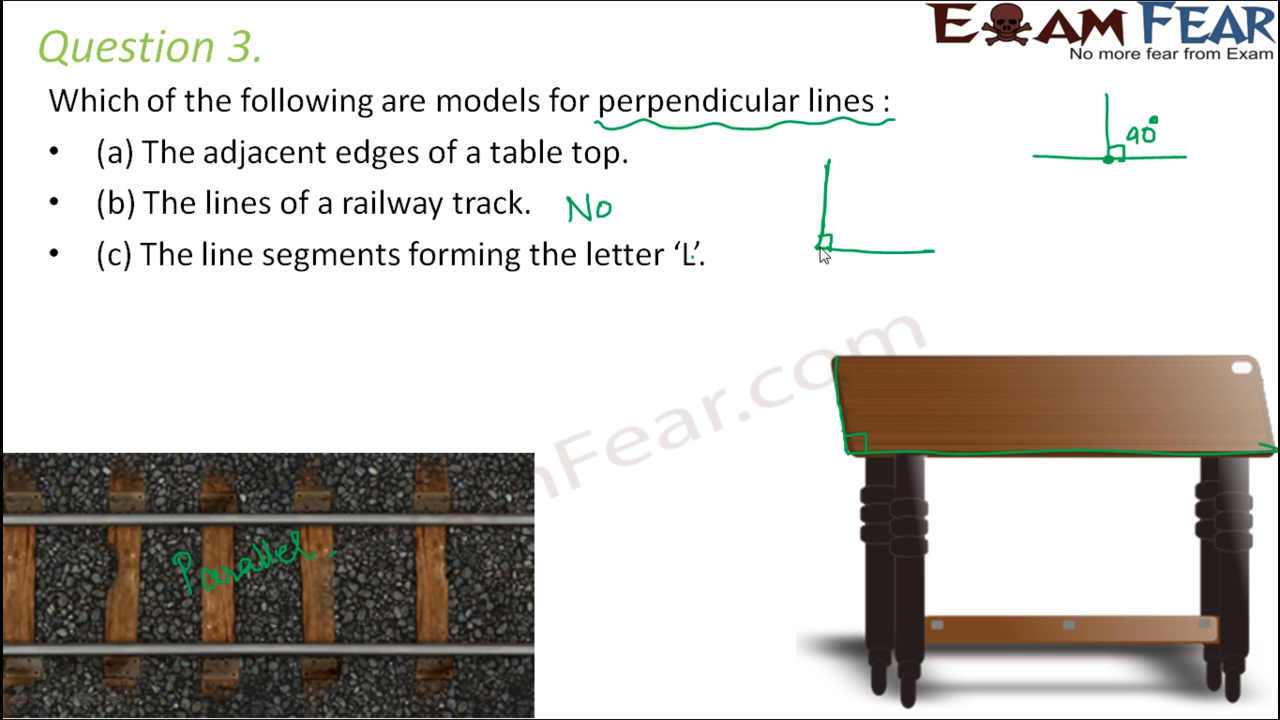 EXAM FEAR
No more fear from Exam
Question 3.
Which of the following are models for perpendicular lines :
90°
• (a) The adjacent edges of a table top.
• (b) The lines of a railway track. No
• (c) The line segments forming the letter ‘L’.
nFear.com
Parallel